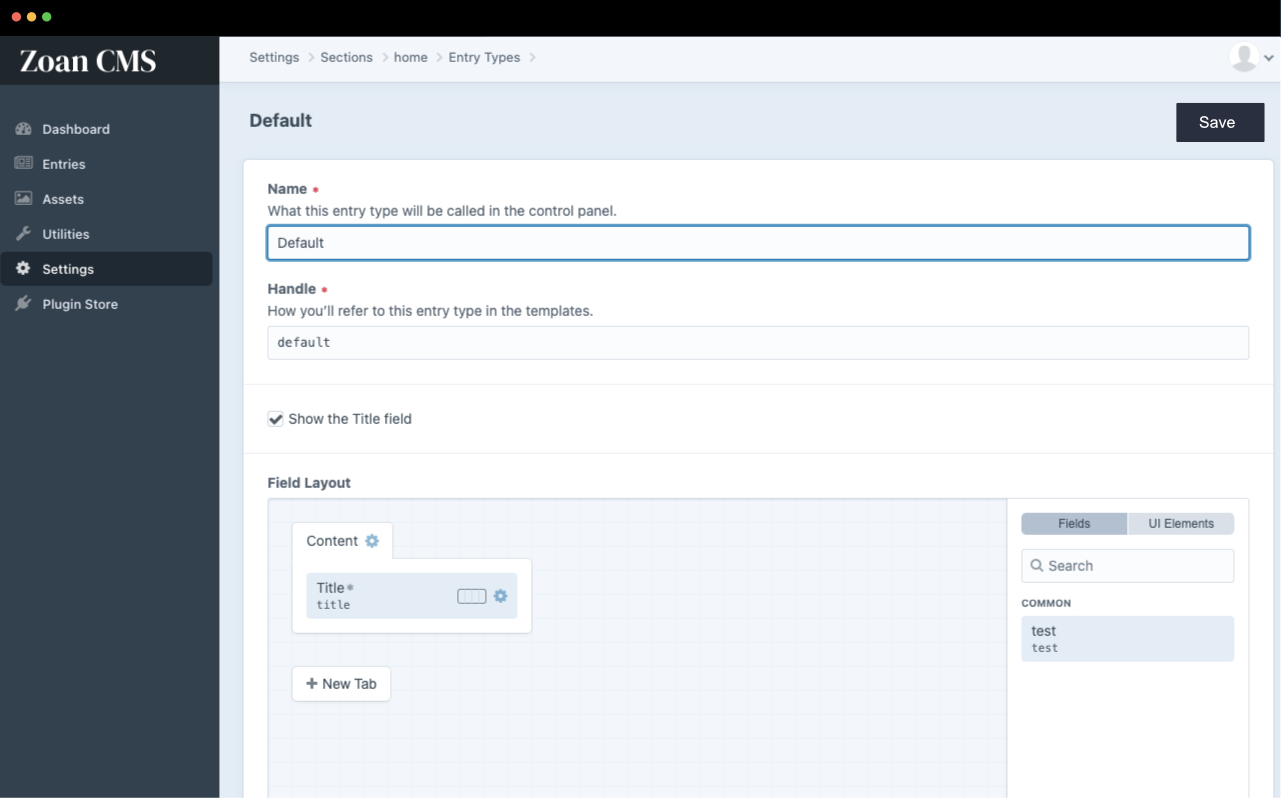 Zoan CMS
Settings > Sections > home > Entry Types >
Dashboard
Entries
Assets
Utilities
Settings
Plugin Store
Default
Save
Name *
What this entry type will be called in the control panel.
Default
Handle *
How you’ll refer to this entry type in the templates.
default
Show the Title field
Field Layout
Content
Title*
title
+ New Tab
Fields
UI Elements
Search
COMMON
test
test